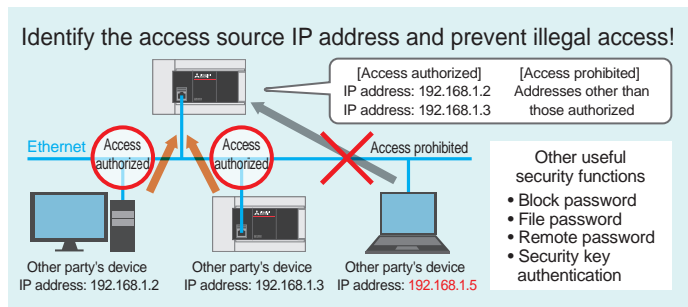 Identify the access source IP address and prevent illegal access!
[Access authorized] [Access prohibited]
IP address: 192.168.1.2 Addresses other than
IP address: 192.168.1.3 those authorized
Ethernet
Access
authorized
Access
authorized
Access prohibited
Other useful
security functions
• Block password
• File password
• Remote password
• Security key
authentication
Other party's device
IP address: 192.168.1.2
Other party's device
IP address: 192.168.1.3
Other party's device
IP address: 192.168.1.5